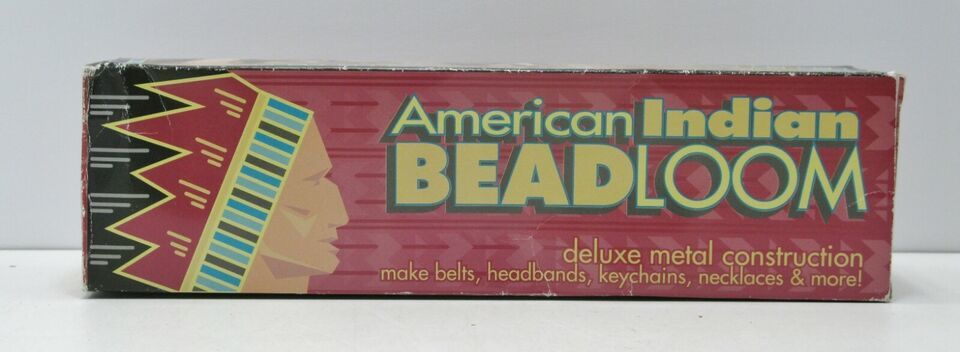 American Indian
BEADLOOM
deluxe metal construction
make belts, headbands, keychains, necklaces & more!